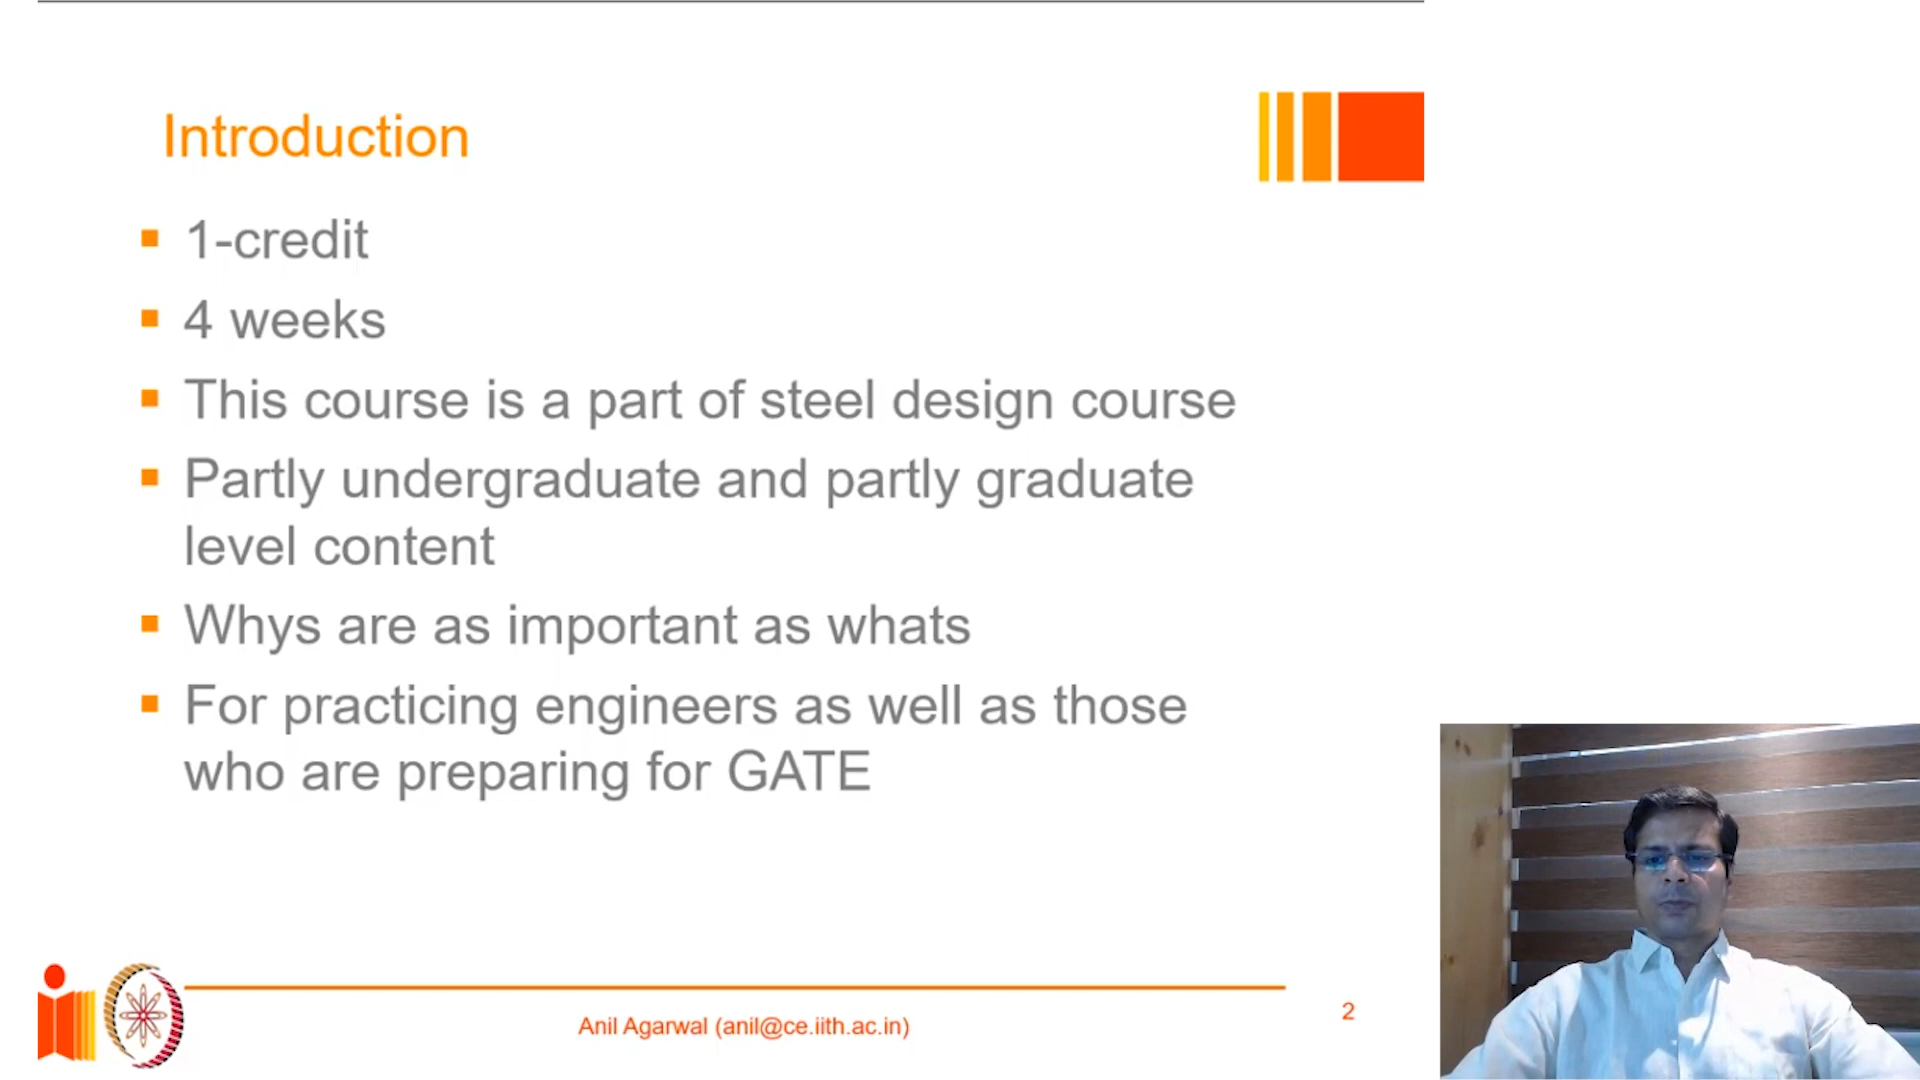 Introduction
1-credit
4 weeks
This course is a part of steel design course
Partly undergraduate and partly graduate
level content
Whys are as important as whats
For practicing engineers as well as those
who are preparing for GATE
Anil Agarwal (anil@ce.iith.ac.in)
2